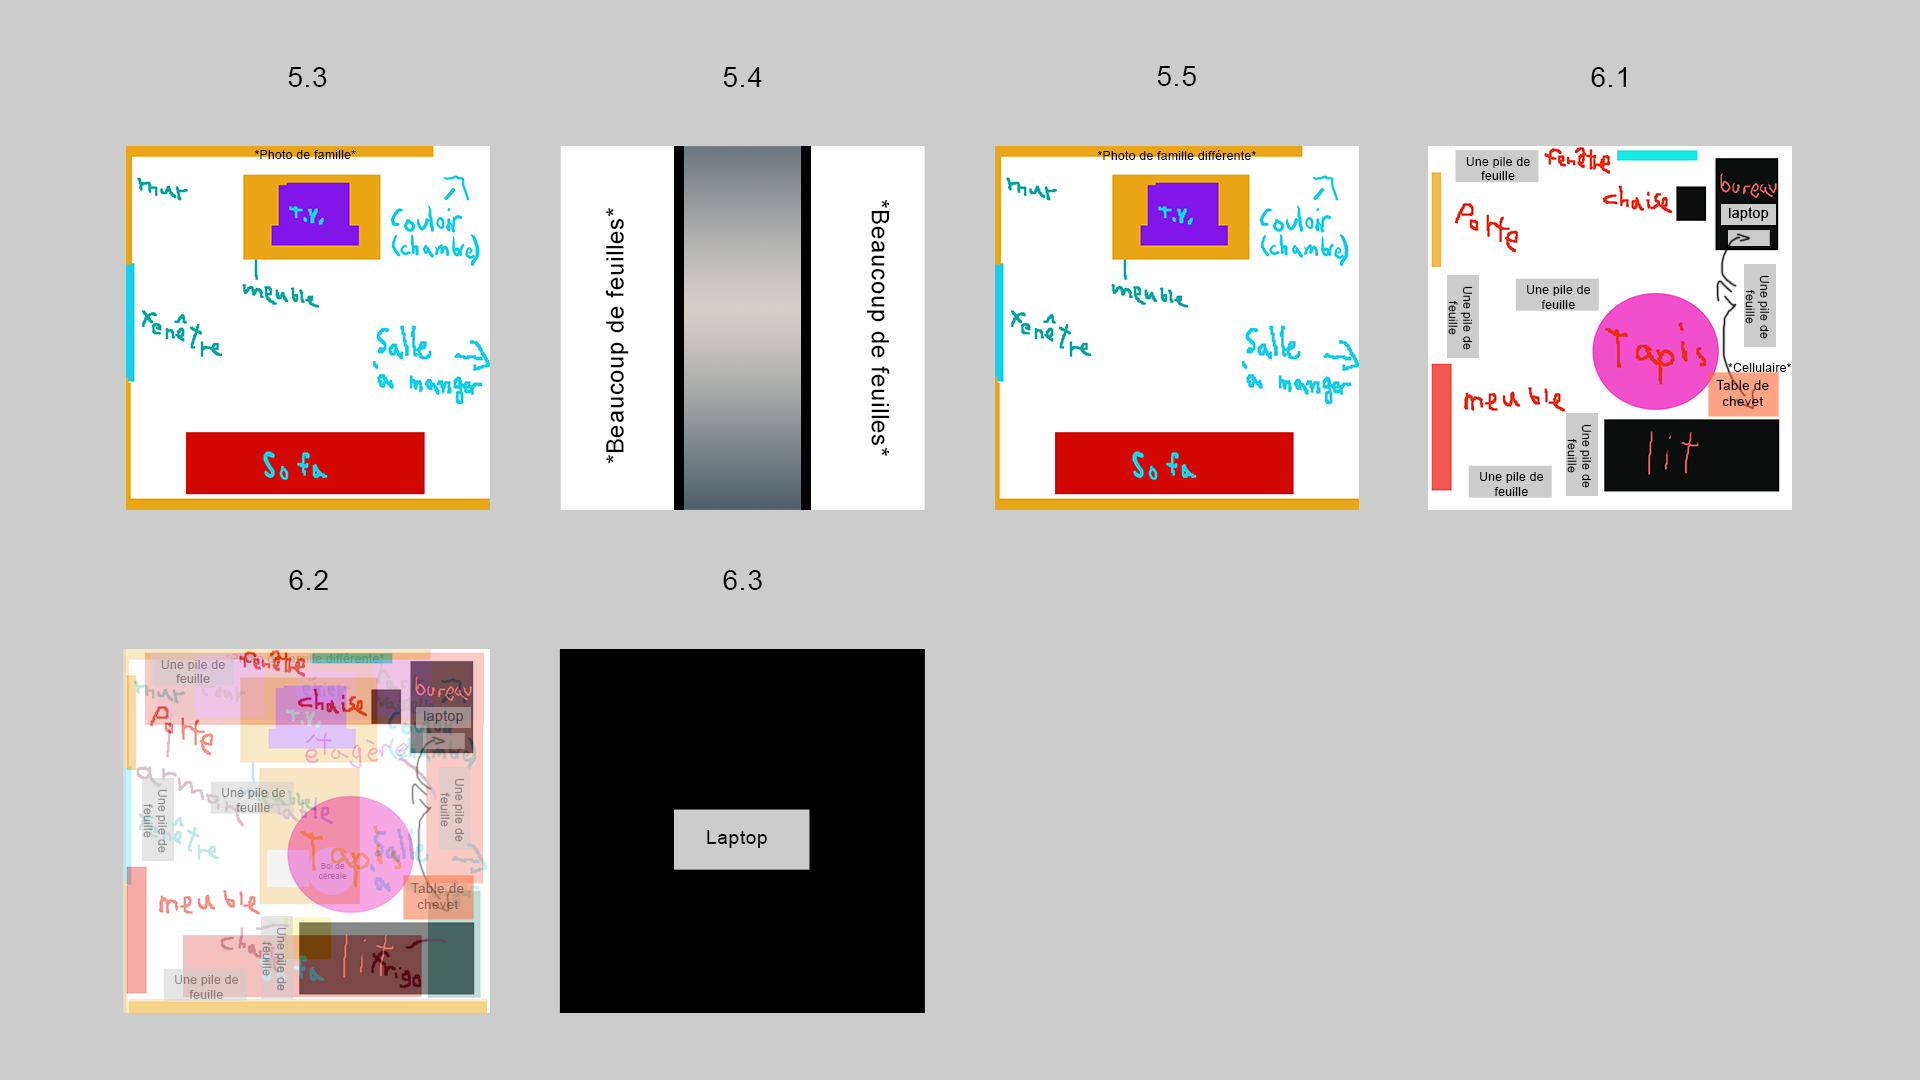 5.3
5.4
5.5
6.1
*Photo de famille*
mur
T.V.
Couloir
(chambre)
meuble
Fenêtre
Salle
à manger
Sofa
*Beaucoup de feuilles*
*Beaucoup de feuilles*
*Photo de famille différente*
mur
T.V.
Couloir
(chambre)
meuble
Fenêtre
Salle
à manger
Sofa
Une pile de
feuille
fenêtre
bureau
chaise
laptop
Porte
Une pile de
feuille
Une pile de
feuille
Une pile de
feuille
Tapis
*Cellulaire*
Table de
chevet
meuble
Une pile de
feuille
lit
Une pile de
feuille
6.2
6.3
Une pile de
feuille
fenêtre
différente*
mur
bureau
chaise
T.V.
laptop
Porte
étagère
Une pile de
feuille
Une pile de
feuille
Une pile de
feuille
fenêtre
Tapis
Salle
à
Bol de
céréale
Table de
chevet
meuble
Une pile de
feuille
lit
frigo
Une pile de
feuille
Laptop